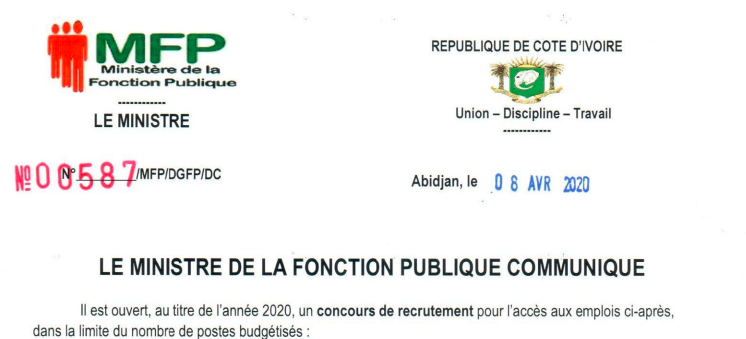 MFP
Ministère de la
Fonction Publique
------------
LE MINISTRE
REPUBLIQUE DE COTE D'IVOIRE
Union – Discipline – Travail
------------
№00587 N°________/MFP/DGFP/DC
Abidjan, le 08 AVR 2020
LE MINISTRE DE LA FONCTION PUBLIQUE COMMUNIQUE
Il est ouvert, au titre de l'année 2020, un concours de recrutement pour l'accès aux emplois ci-après,
dans la limite du nombre de postes budgétisés :